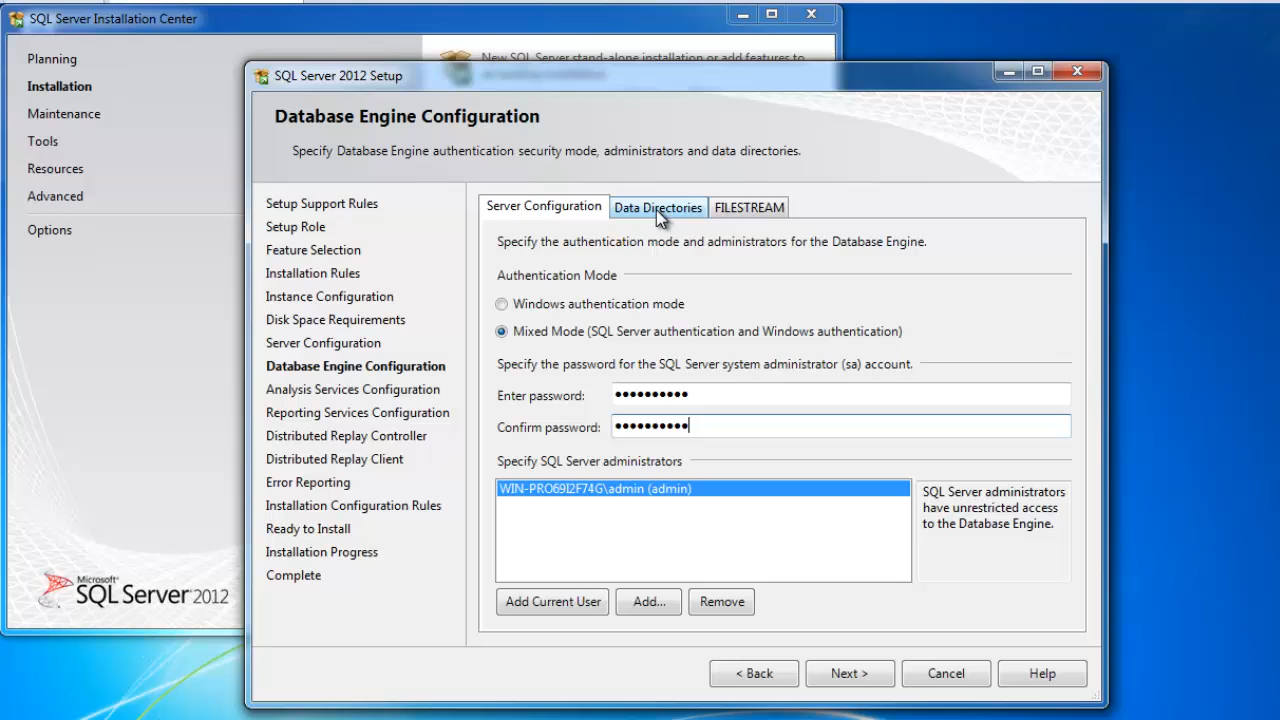 SQL Server Installation Center
Planning
Installation
Maintenance
Tools
Resources
Advanced
Options
Microsoft®
SQL Server® 2012
New SQL Server stand-alone installation or add features to
SQL Server 2012 Setup
Database Engine Configuration
Specify Database Engine authentication security mode, administrators and data directories.
Setup Support Rules
Setup Role
Feature Selection
Installation Rules
Instance Configuration
Disk Space Requirements
Server Configuration
Database Engine Configuration
Analysis Services Configuration
Reporting Services Configuration
Distributed Replay Controller
Distributed Replay Client
Error Reporting
Installation Configuration Rules
Ready to Install
Installation Progress
Complete
Server Configuration Data Directories FILESTREAM
Specify the authentication mode and administrators for the Database Engine.
Authentication Mode
Windows authentication mode
Mixed Mode (SQL Server authentication and Windows authentication)
Specify the password for the SQL Server system administrator (sa) account.
Enter password: ●●●●●●●●●●
Confirm password: ●●●●●●●●●●
Specify SQL Server administrators
WIN-PRO69I2F74G\admin (admin)
SQL Server administrators
have unrestricted access
to the Database Engine.
Add Current User Add... Remove
< Back Next > Cancel Help